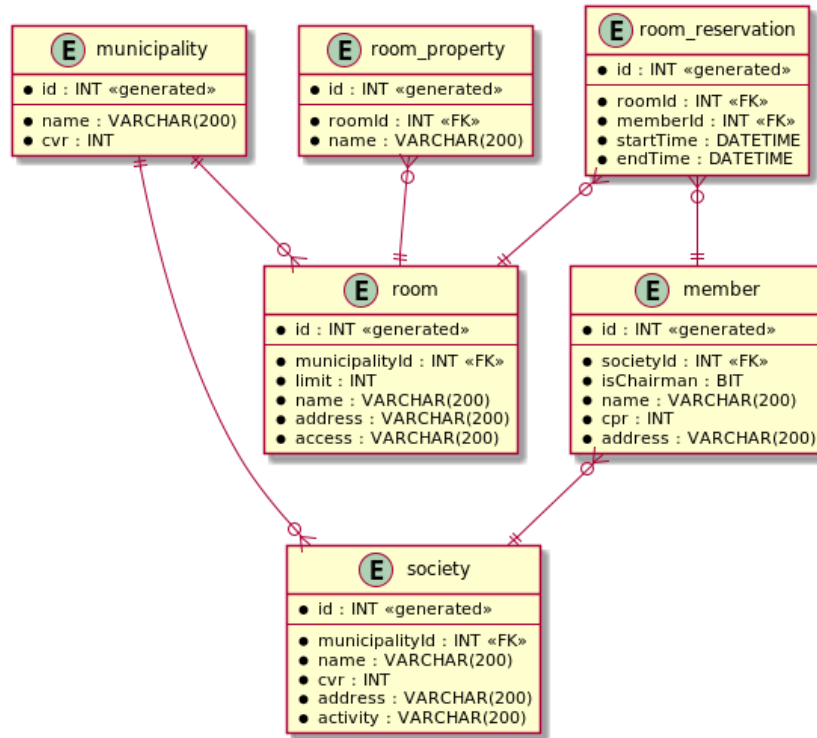 E municipality
id : INT «generated»
name : VARCHAR(200)
cvr : INT
E room_property
id : INT «generated»
roomId : INT «FK»
name : VARCHAR(200)
E room_reservation
id : INT «generated»
roomId : INT «FK»
memberId : INT «FK»
startTime : DATETIME
endTime : DATETIME
E room
id : INT «generated»
municipalityId : INT «FK»
limit : INT
name : VARCHAR(200)
address : VARCHAR(200)
access : VARCHAR(200)
E member
id : INT «generated»
societyId : INT «FK»
isChairman : BIT
name : VARCHAR(200)
cpr : INT
address : VARCHAR(200)
E society
id : INT «generated»
municipalityId : INT «FK»
name : VARCHAR(200)
cvr : INT
address : VARCHAR(200)
activity : VARCHAR(200)